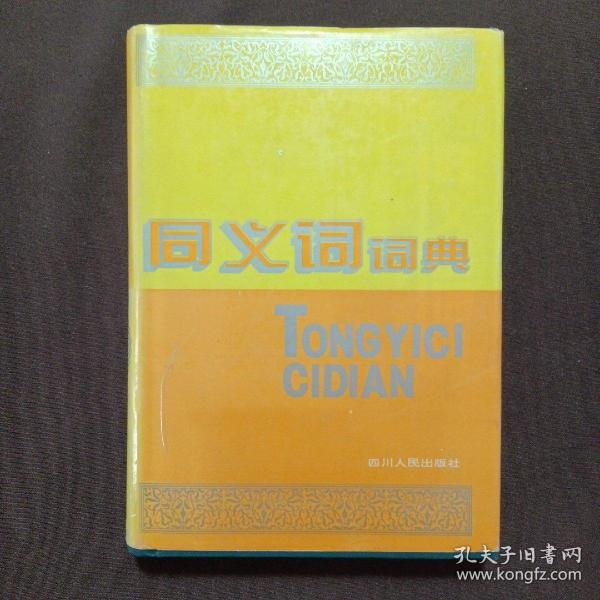 同义词词典
TONGYICI
CIDIAN
四川人民出版社
孔夫子旧书网
www.kongfz.com